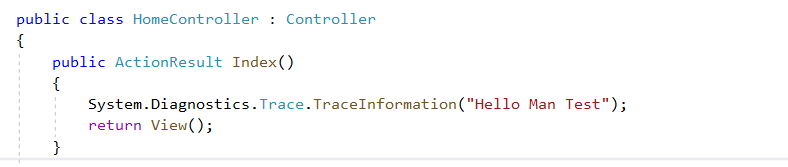 public class HomeController : Controller
{
public ActionResult Index()
{
System.Diagnostics.Trace.TraceInformation("Hello Man Test");
return View();
}